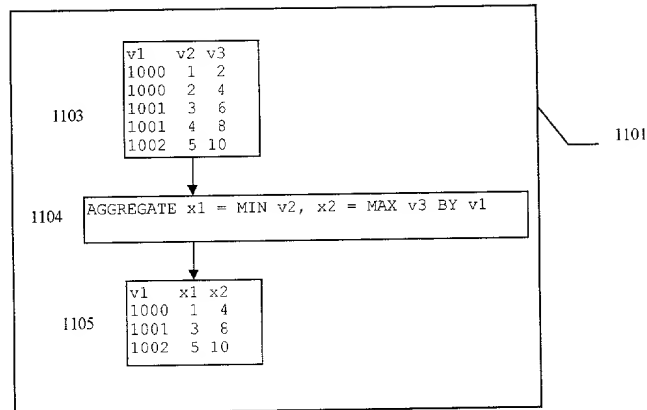 v1 v2 v3
1000 1 2
1000 2 4
1001 3 6
1001 4 8
1002 5 10
1103
1101
1104
AGGREGATE x1 = MIN v2, x2 = MAX v3 BY v1
v1 x1 x2
1000 1 4
1001 3 8
1002 5 10
1105